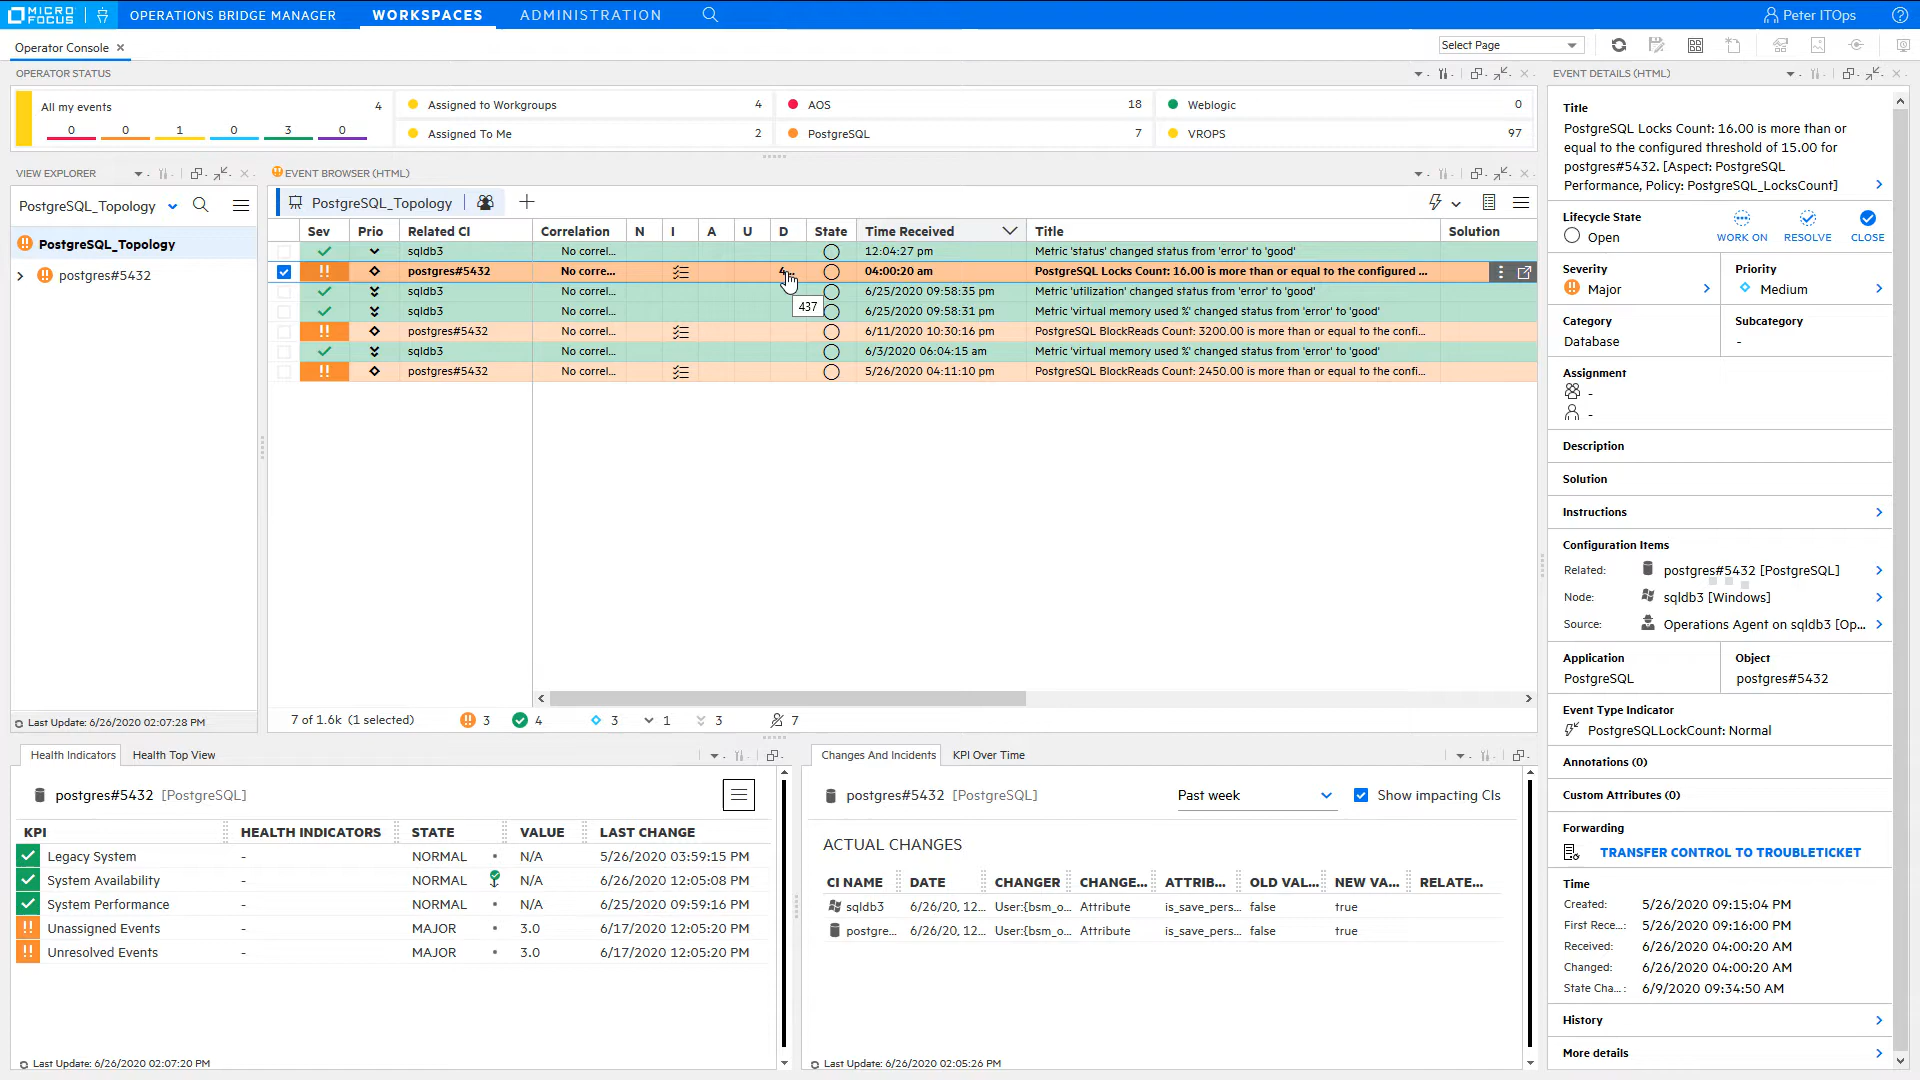 MICRO FOCUS
OPERATIONS BRIDGE MANAGER
WORKSPACES
ADMINISTRATION
Peter ITOps
Operator Console
Select Page
OPERATOR STATUS
All my events 4
0 0 1 0 3 0
Assigned to Workgroups 4
Assigned To Me 2
AOS 18
PostgreSQL 7
Weblogic 0
VROPS 97
VIEW EXPLORER
PostgreSQL_Topology
PostgreSQL_Topology
postgres#5432
Last Update: 6/26/2020 02:07:28 PM
EVENT BROWSER (HTML)
PostgreSQL_Topology
Sev Prio Related CI Correlation N I A U D State Time Received Title Solution
sqldb3 No correl... 12:04:27 pm Metric 'status' changed status from 'error' to 'good'
postgres#5432 No corre... 4... 04:00:20 am PostgreSQL Locks Count: 16.00 is more than or equal to the configured ...
sqldb3 No correl... 6/25/2020 09:58:35 pm Metric 'utilization' changed status from 'error' to 'good'
437
sqldb3 No correl... 6/25/2020 09:58:31 pm Metric 'virtual memory used %' changed status from 'error' to 'good'
postgres#5432 No correl... 6/11/2020 10:30:16 pm PostgreSQL BlockReads Count: 3200.00 is more than or equal to the confi...
sqldb3 No correl... 6/3/2020 06:04:15 am Metric 'virtual memory used %' changed status from 'error' to 'good'
postgres#5432 No correl... 5/26/2020 04:11:10 pm PostgreSQL BlockReads Count: 2450.00 is more than or equal to the confi...
7 of 1.6k (1 selected) 3 4 3 1 3 7
Health Indicators Health Top View
postgres#5432 [PostgreSQL]
KPI HEALTH INDICATORS STATE VALUE LAST CHANGE
Legacy System - NORMAL N/A 5/26/2020 03:59:15 PM
System Availability - NORMAL N/A 6/26/2020 12:05:08 PM
System Performance - NORMAL N/A 6/25/2020 09:59:16 PM
Unassigned Events - MAJOR 3.0 6/17/2020 12:05:20 PM
Unresolved Events - MAJOR 3.0 6/17/2020 12:05:20 PM
Last Update: 6/26/2020 02:07:20 PM
Changes And Incidents KPI Over Time
postgres#5432 [PostgreSQL] Past week Show impacting CIs
ACTUAL CHANGES
CI NAME DATE CHANGER CHANGE... ATTRIB... OLD VAL... NEW VA... RELATE...
sqldb3 6/26/20, 12... User:{bsm_o... Attribute is_save_pers... false true
postgre... 6/26/20, 12... User:{bsm_o... Attribute is_save_pers... false true
Last Update: 6/26/2020 02:05:26 PM
EVENT DETAILS (HTML)
Title
PostgreSQL Locks Count: 16.00 is more than or
equal to the configured threshold of 15.00 for
postgres#5432. [Aspect: PostgreSQL
Performance, Policy: PostgreSQL_LocksCount]
Lifecycle State
Open
WORK ON RESOLVE CLOSE
Severity Priority
Major Medium
Category Subcategory
Database -
Assignment
-
-
Description
Solution
Instructions
Configuration Items
Related: postgres#5432 [PostgreSQL]
Node: sqldb3 [Windows]
Source: Operations Agent on sqldb3 [Op...
Application Object
PostgreSQL postgres#5432
Event Type Indicator
PostgreSQLLockCount: Normal
Annotations (0)
Custom Attributes (0)
Forwarding
TRANSFER CONTROL TO TROUBLETICKET
Time
Created: 5/26/2020 09:15:04 PM
First Rece...: 5/26/2020 09:16:00 PM
Received: 6/26/2020 04:00:20 AM
Changed: 6/26/2020 04:00:20 AM
State Cha...: 6/9/2020 09:34:50 AM
History
More details